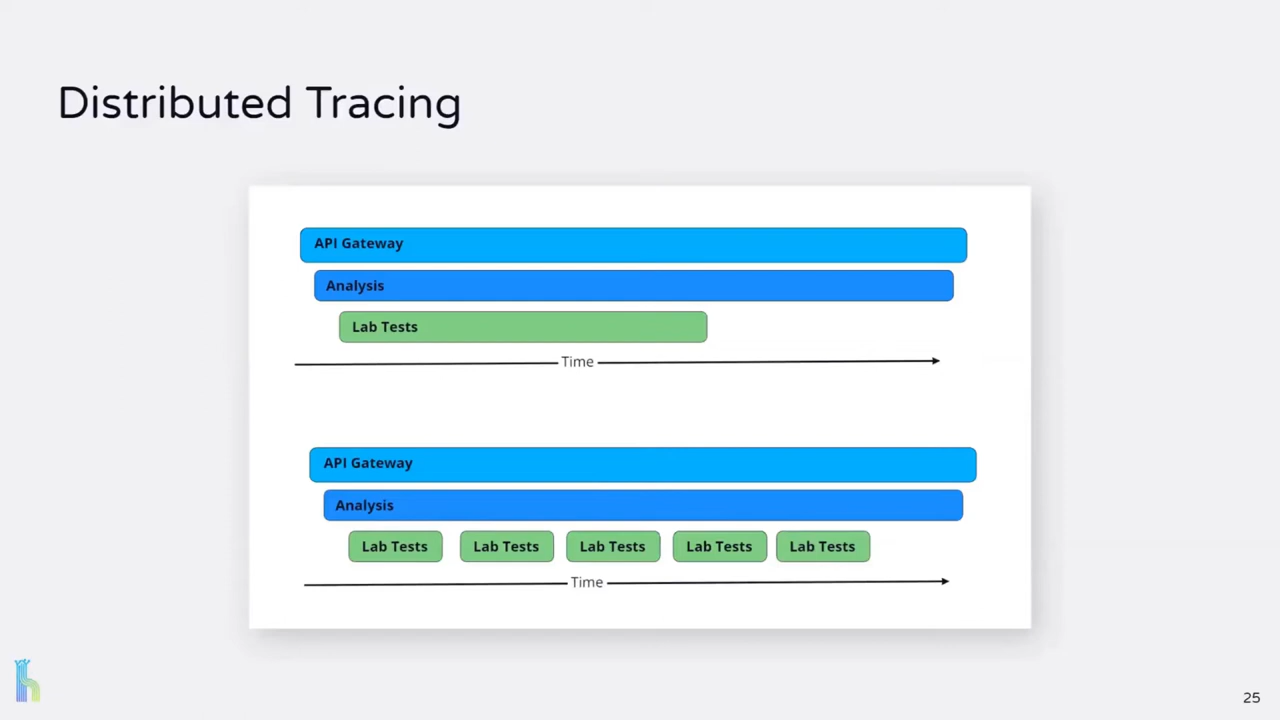 Distributed Tracing
API Gateway
Analysis
Lab Tests
Time
API Gateway
Analysis
Lab Tests Lab Tests Lab Tests Lab Tests Lab Tests
Time
25